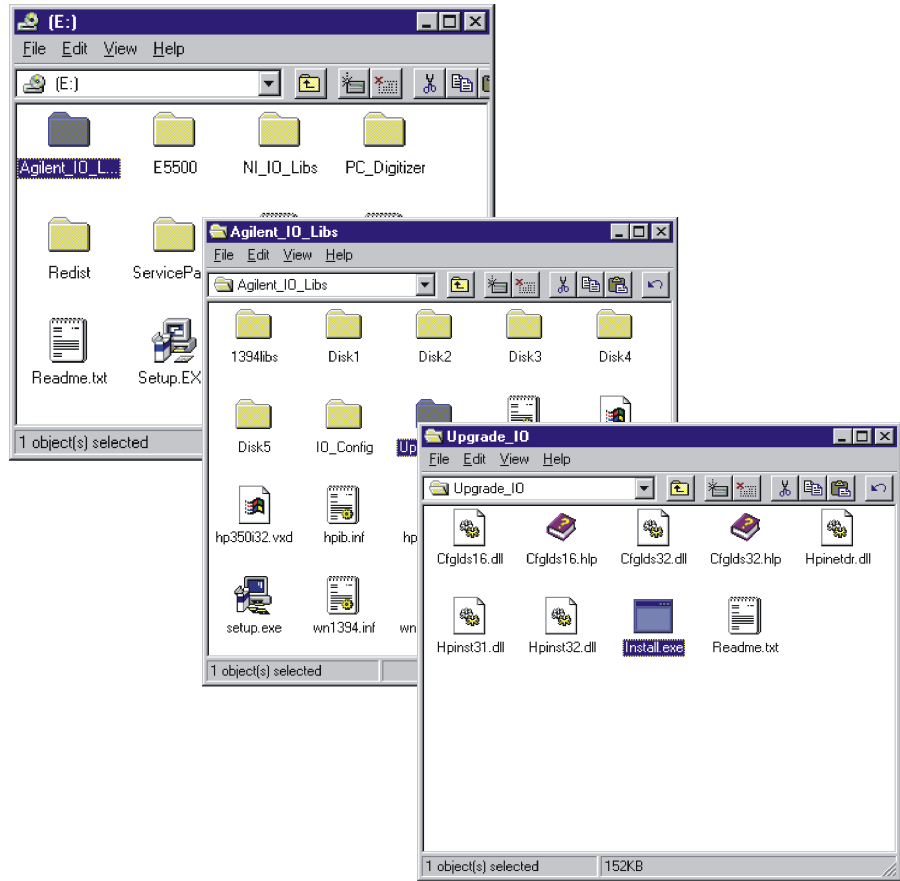 (E:)
File Edit View Help
(E:)
Agilent_IO_L...
E5500
NI_IO_Libs
PC_Digitizer
Redist
ServicePa
Readme.txt
Setup.EX
1 object(s) selected
Agilent_IO_Libs
File Edit View Help
Agilent_IO_Libs
1394libs
Disk1
Disk2
Disk3
Disk4
Disk5
IO_Config
Up
hp350i32.vxd
hpib.inf
hp
setup.exe
wn1394.inf
wn
1 object(s) selected
Upgrade_IO
File Edit View Help
Upgrade_IO
Cfglds16.dll
Cfglds16.hlp
Cfglds32.dll
Cfglds32.hlp
Hpinetdr.dll
Hpinst31.dll
Hpinst32.dll
Install.exe
Readme.txt
1 object(s) selected
152KB